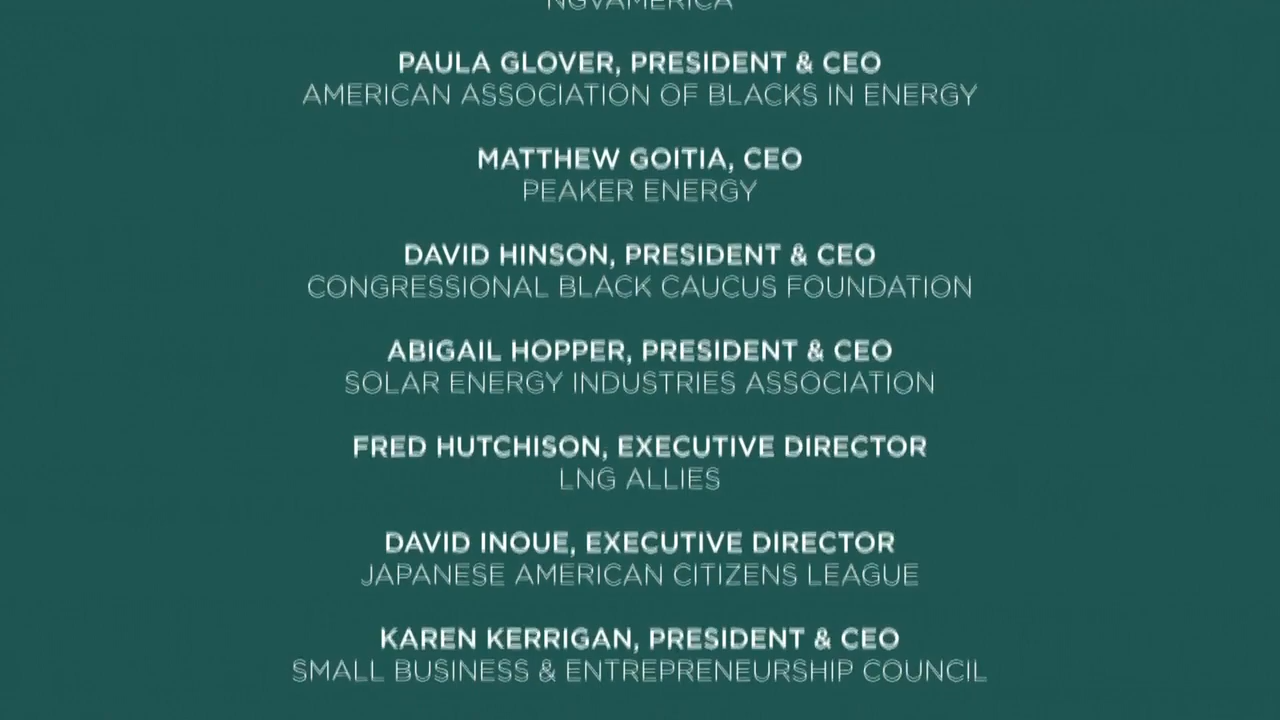 NGVAMERICA
PAULA GLOVER, PRESIDENT & CEO
AMERICAN ASSOCIATION OF BLACKS IN ENERGY
MATTHEW GOITIA, CEO
PEAKER ENERGY
DAVID HINSON, PRESIDENT & CEO
CONGRESSIONAL BLACK CAUCUS FOUNDATION
ABIGAIL HOPPER, PRESIDENT & CEO
SOLAR ENERGY INDUSTRIES ASSOCIATION
FRED HUTCHISON, EXECUTIVE DIRECTOR
LNG ALLIES
DAVID INOUE, EXECUTIVE DIRECTOR
JAPANESE AMERICAN CITIZENS LEAGUE
KAREN KERRIGAN, PRESIDENT & CEO
SMALL BUSINESS & ENTREPRENEURSHIP COUNCIL